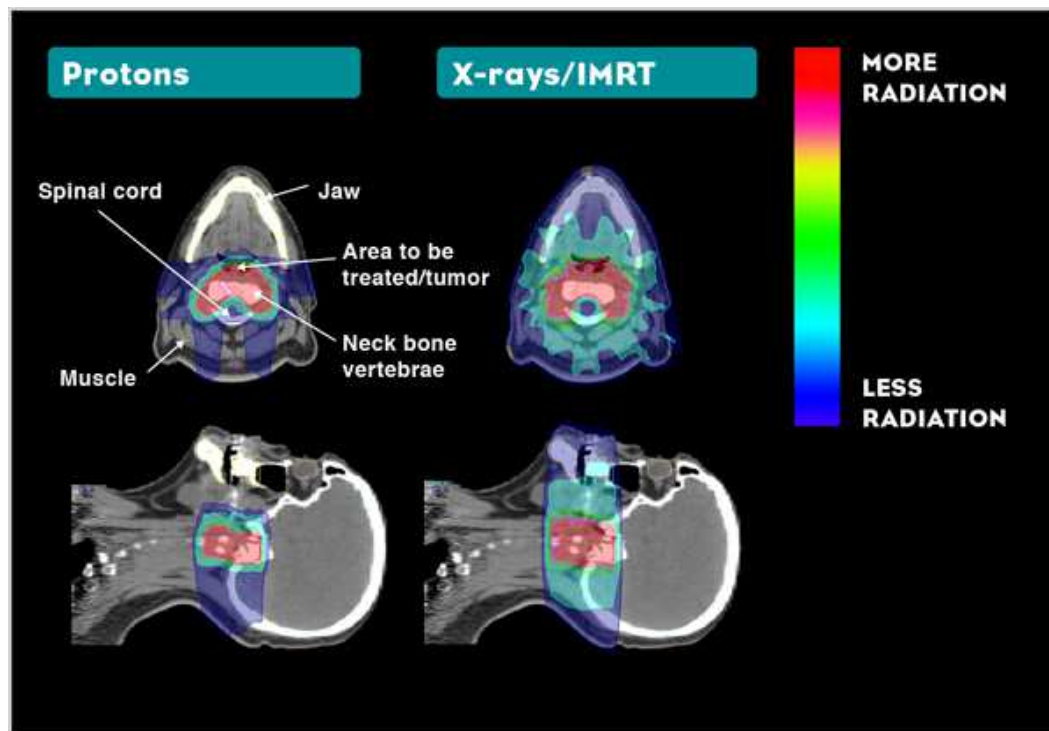 Protons
X-rays/IMRT
MORE
RADIATION
Spinal cord
Jaw
Area to be
treated/tumor
Neck bone
vertebrae
Muscle
LESS
RADIATION